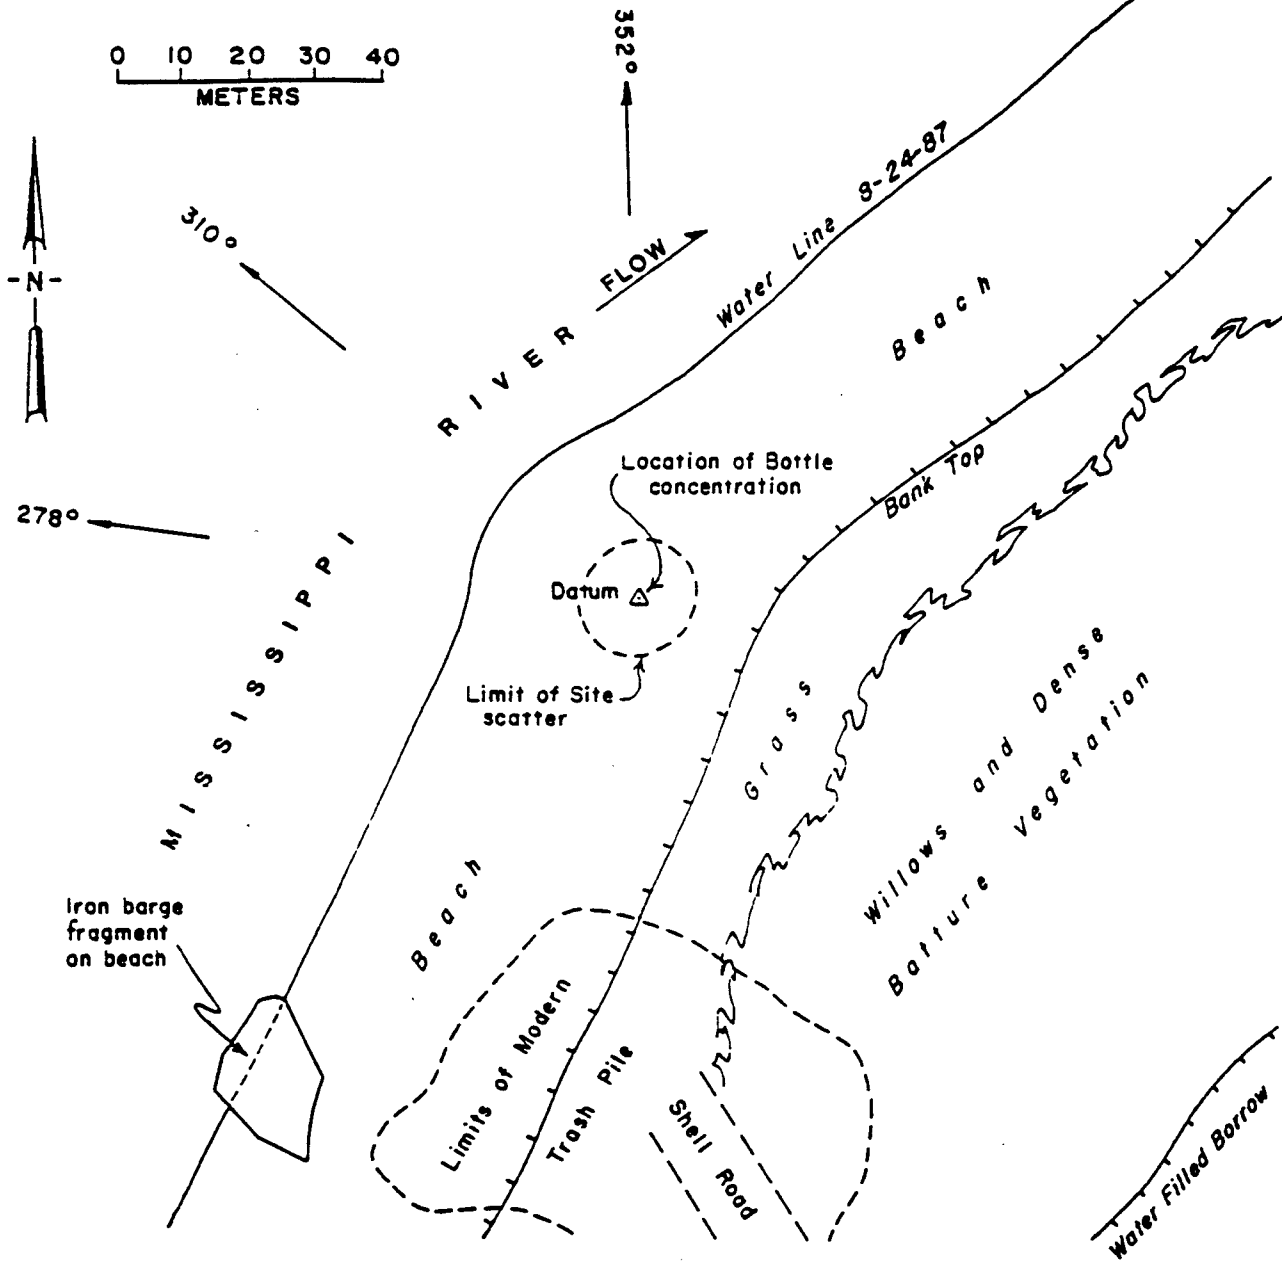 0 10 20 30 40
METERS
352°
310°
-N-
278°
MISSISSIPPI RIVER
FLOW
Water Line 8-24-87
Beach
Bank Top
Location of Bottle
concentration
Datum
Limit of Site
scatter
Grass
Willows and Dense
Batture Vegetation
Beach
Iron barge
fragment
on beach
Limits of Modern
Trash Pile
Shell Road
Water Filled Borrow